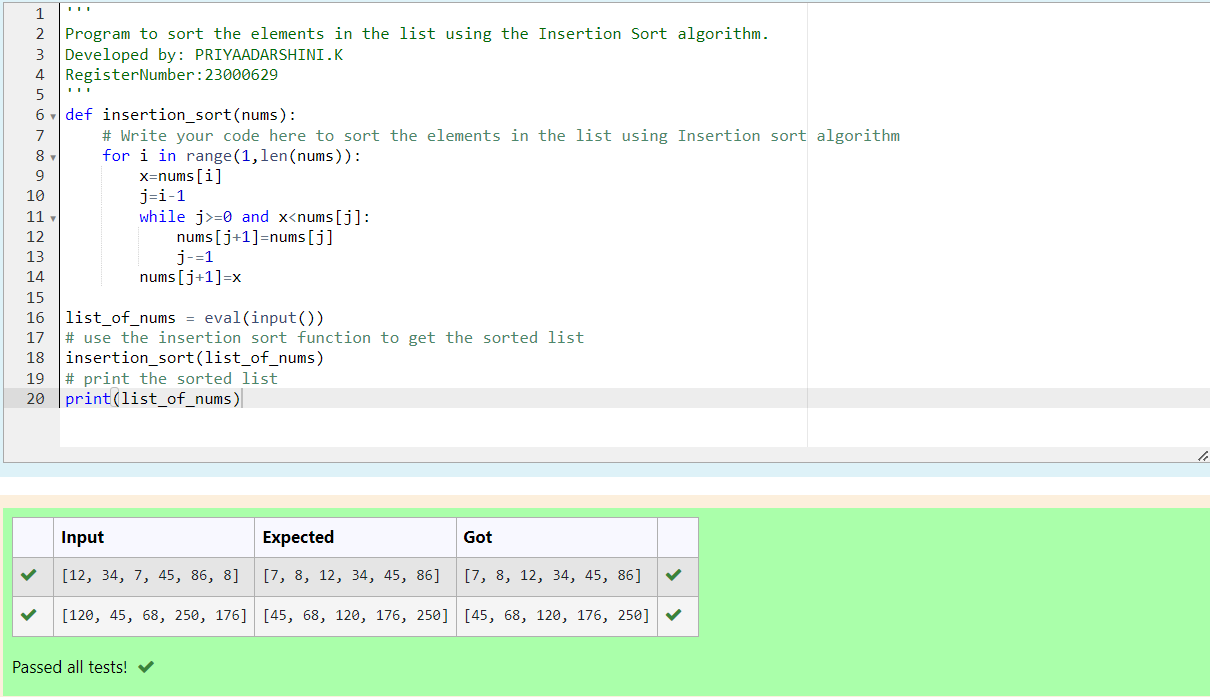 1 '''
2 Program to sort the elements in the list using the Insertion Sort algorithm.
3 Developed by: PRIYAADARSHINI.K
4 RegisterNumber:23000629
5 '''
6 def insertion_sort(nums):
7     # Write your code here to sort the elements in the list using Insertion sort algorithm
8     for i in range(1,len(nums)):
9         x=nums[i]
10         j=i-1
11         while j>=0 and x<nums[j]:
12             nums[j+1]=nums[j]
13             j-=1
14         nums[j+1]=x
15
16 list_of_nums = eval(input())
17 # use the insertion sort function to get the sorted list
18 insertion_sort(list_of_nums)
19 # print the sorted list
20 print(list_of_nums)
Input Expected Got
[12, 34, 7, 45, 86, 8] [7, 8, 12, 34, 45, 86] [7, 8, 12, 34, 45, 86]
[120, 45, 68, 250, 176] [45, 68, 120, 176, 250] [45, 68, 120, 176, 250]
Passed all tests!